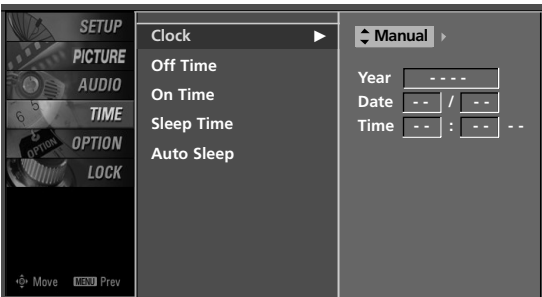 SETUP
PICTURE
AUDIO
TIME
OPTION
LOCK
Move MENU Prev
Clock
Off Time
On Time
Sleep Time
Auto Sleep
Manual
Year - - - -
Date - - / - -
Time - - : - - - -